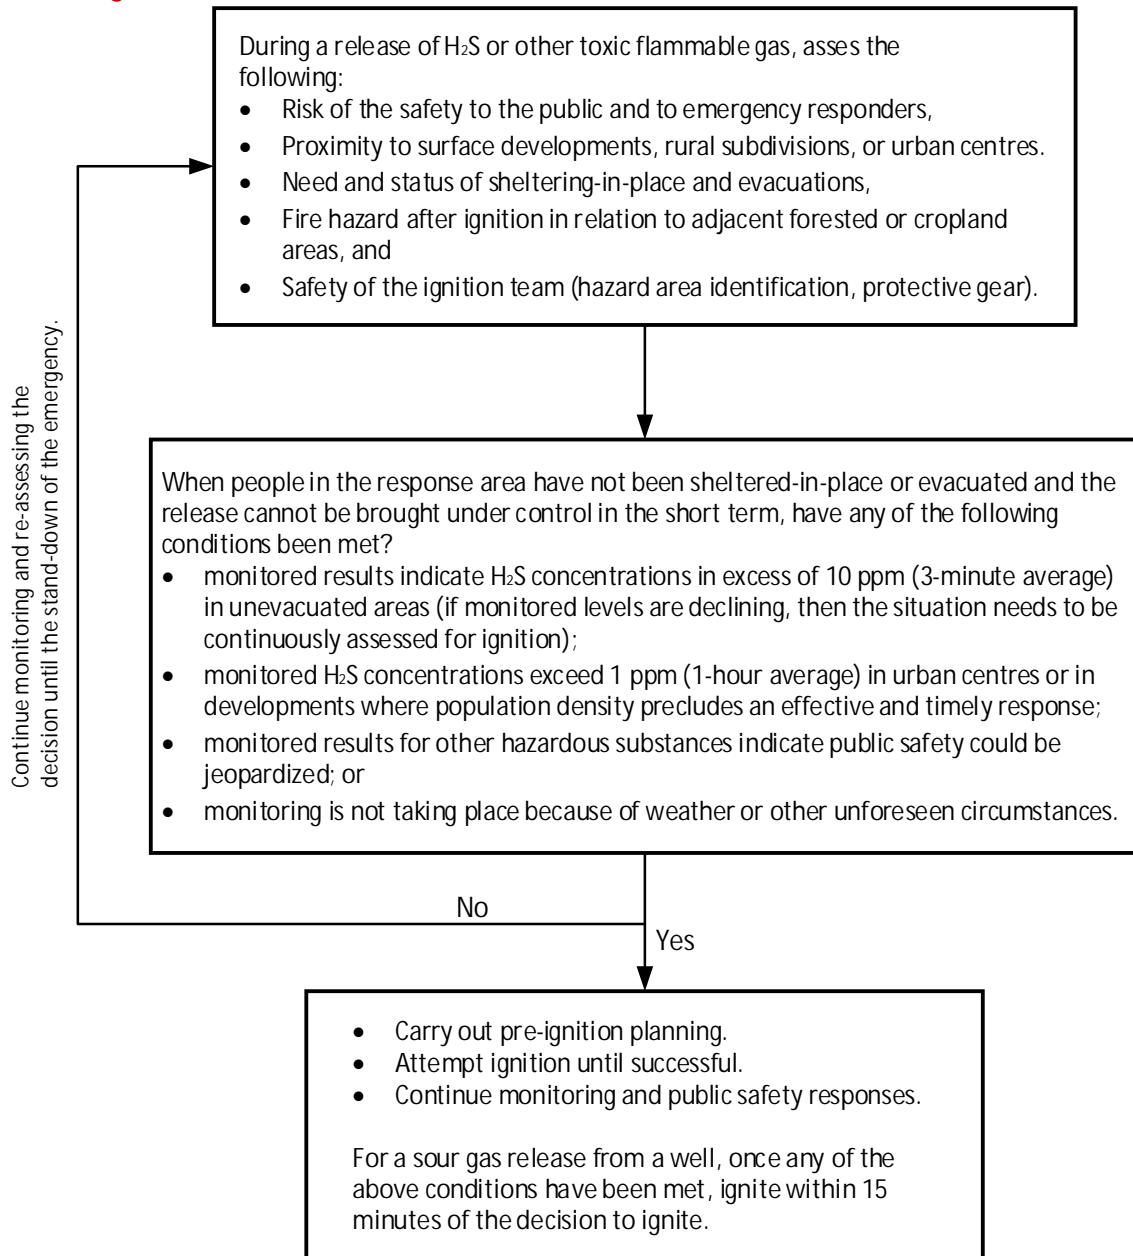 During a release of H₂S or other toxic flammable gas, asses the
following:
• Risk of the safety to the public and to emergency responders,
• Proximity to surface developments, rural subdivisions, or urban centres.
• Need and status of sheltering-in-place and evacuations,
• Fire hazard after ignition in relation to adjacent forested or cropland
areas, and
• Safety of the ignition team (hazard area identification, protective gear).
Continue monitoring and re-assessing the
decision until the stand-down of the emergency.
When people in the response area have not been sheltered-in-place or evacuated and the
release cannot be brought under control in the short term, have any of the following
conditions been met?
• monitored results indicate H₂S concentrations in excess of 10 ppm (3-minute average)
in unevacuated areas (if monitored levels are declining, then the situation needs to be
continuously assessed for ignition);
• monitored H₂S concentrations exceed 1 ppm (1-hour average) in urban centres or in
developments where population density precludes an effective and timely response;
• monitored results for other hazardous substances indicate public safety could be
jeopardized; or
• monitoring is not taking place because of weather or other unforeseen circumstances.
No
Yes
• Carry out pre-ignition planning.
• Attempt ignition until successful.
• Continue monitoring and public safety responses.
For a sour gas release from a well, once any of the
above conditions have been met, ignite within 15
minutes of the decision to ignite.